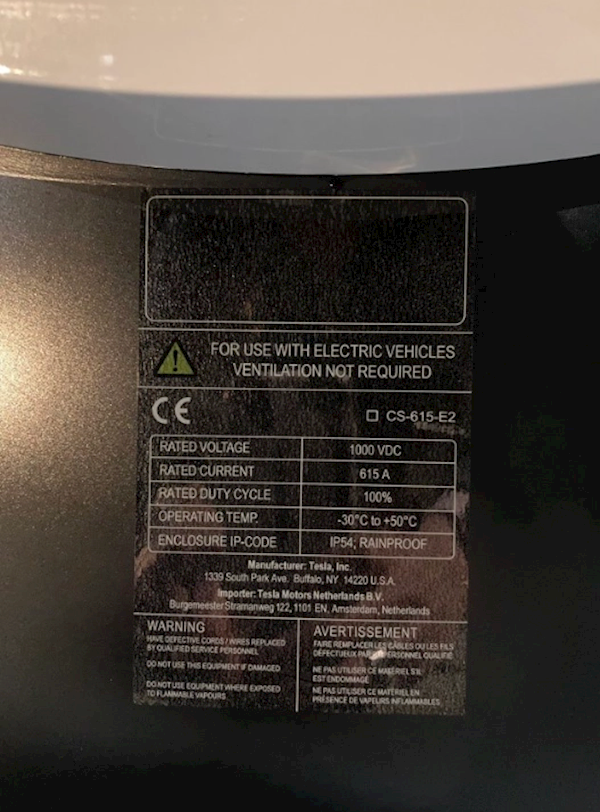 FOR USE WITH ELECTRIC VEHICLES
VENTILATION NOT REQUIRED
CE
CS-615-E2
RATED VOLTAGE 1000 VDC
RATED CURRENT 615 A
RATED DUTY CYCLE 100%
OPERATING TEMP. -30°C to +50°C
ENCLOSURE IP-CODE IP54; RAINPROOF
Manufacturer: Tesla, Inc.
1339 South Park Ave. Buffalo, NY 14220 U.S.A.
Importer: Tesla Motors Netherlands B.V.
Burgemeester Stramanweg 122, 1101 EN, Amsterdam, Netherlands
WARNING
HAVE DEFECTIVE CORDS / WIRES REPLACED
BY QUALIFIED SERVICE PERSONNEL
DO NOT USE THIS EQUIPMENT IF DAMAGED
DO NOT USE EQUIPMENT WHERE EXPOSED
TO FLAMMABLE VAPOURS
AVERTISSEMENT
FAIRE REMPLACER LES CÂBLES OU LES FILS
DÉFECTUEUX PAR PERSONNEL QUALIFIÉ
NE PAS UTILISER CE MATÉRIEL S'IL
EST ENDOMMAGÉ
NE PAS UTILISER CE MATÉRIEL EN
PRÉSENCE DE VAPEURS INFLAMMABLES